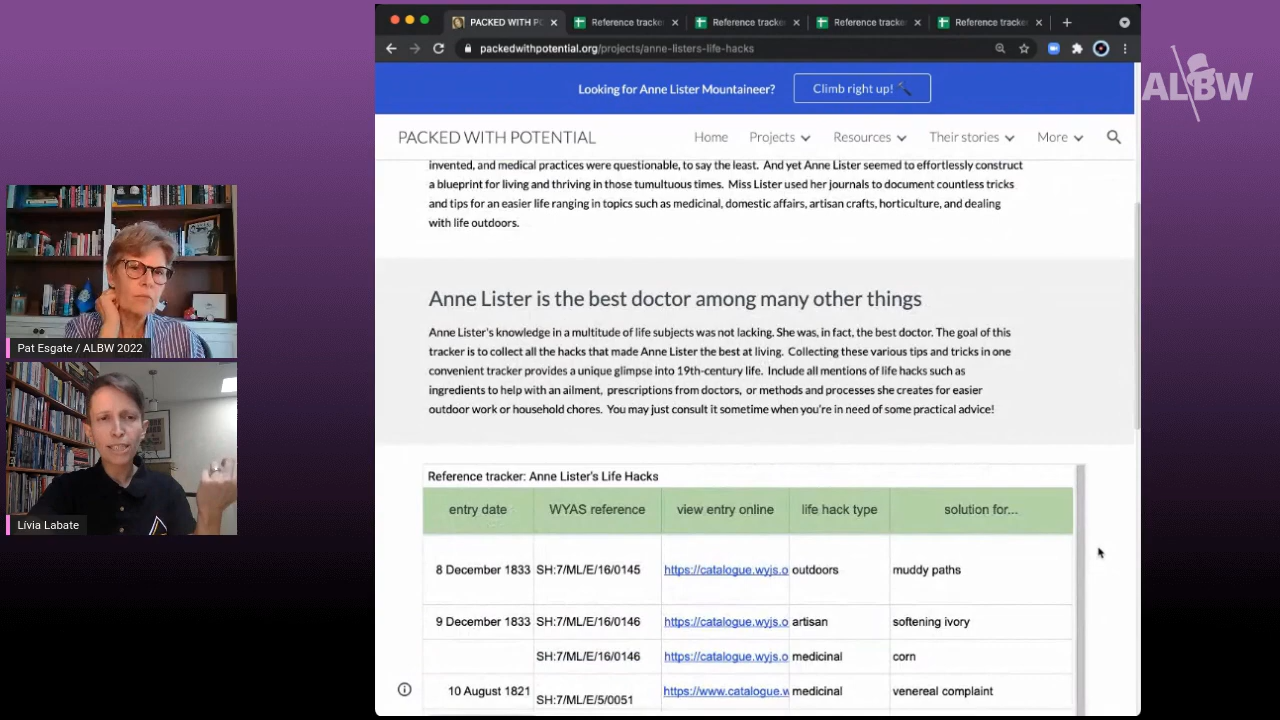 PACKED WITH PO
Reference tracke
Reference tracke
Reference tracke
Reference tracke
packedwithpotential.org/projects/anne-listers-life-hacks
Looking for Anne Lister Mountaineer?
Climb right up!
ALBW
PACKED WITH POTENTIAL
Home
Projects
Resources
Their stories
More
invented, and medical practices were questionable, to say the least. And yet Anne Lister seemed to effortlessly construct
a blueprint for living and thriving in those tumultuous times. Miss Lister used her journals to document countless tricks
and tips for an easier life ranging in topics such as medicinal, domestic affairs, artisan crafts, horticulture, and dealing
with life outdoors.
Anne Lister is the best doctor among many other things
Anne Lister's knowledge in a multitude of life subjects was not lacking. She was, in fact, the best doctor. The goal of this
tracker is to collect all the hacks that made Anne Lister the best at living. Collecting these various tips and tricks in one
convenient tracker provides a unique glimpse into 19th-century life. Include all mentions of life hacks such as
ingredients to help with an ailment, prescriptions from doctors, or methods and processes she creates for easier
outdoor work or household chores. You may just consult it sometime when you're in need of some practical advice!
Pat Esgate / ALBW 2022
Lívia Labate
Reference tracker: Anne Lister's Life Hacks
entry date WYAS reference view entry online life hack type solution for...
8 December 1833 SH:7/ML/E/16/0145 https://catalogue.wyjs.o outdoors muddy paths
9 December 1833 SH:7/ML/E/16/0146 https://catalogue.wyjs.o artisan softening ivory
SH:7/ML/E/16/0146 https://catalogue.wyjs.o medicinal corn
10 August 1821 SH:7/ML/E/5/0051 https://www.catalogue.w medicinal venereal complaint